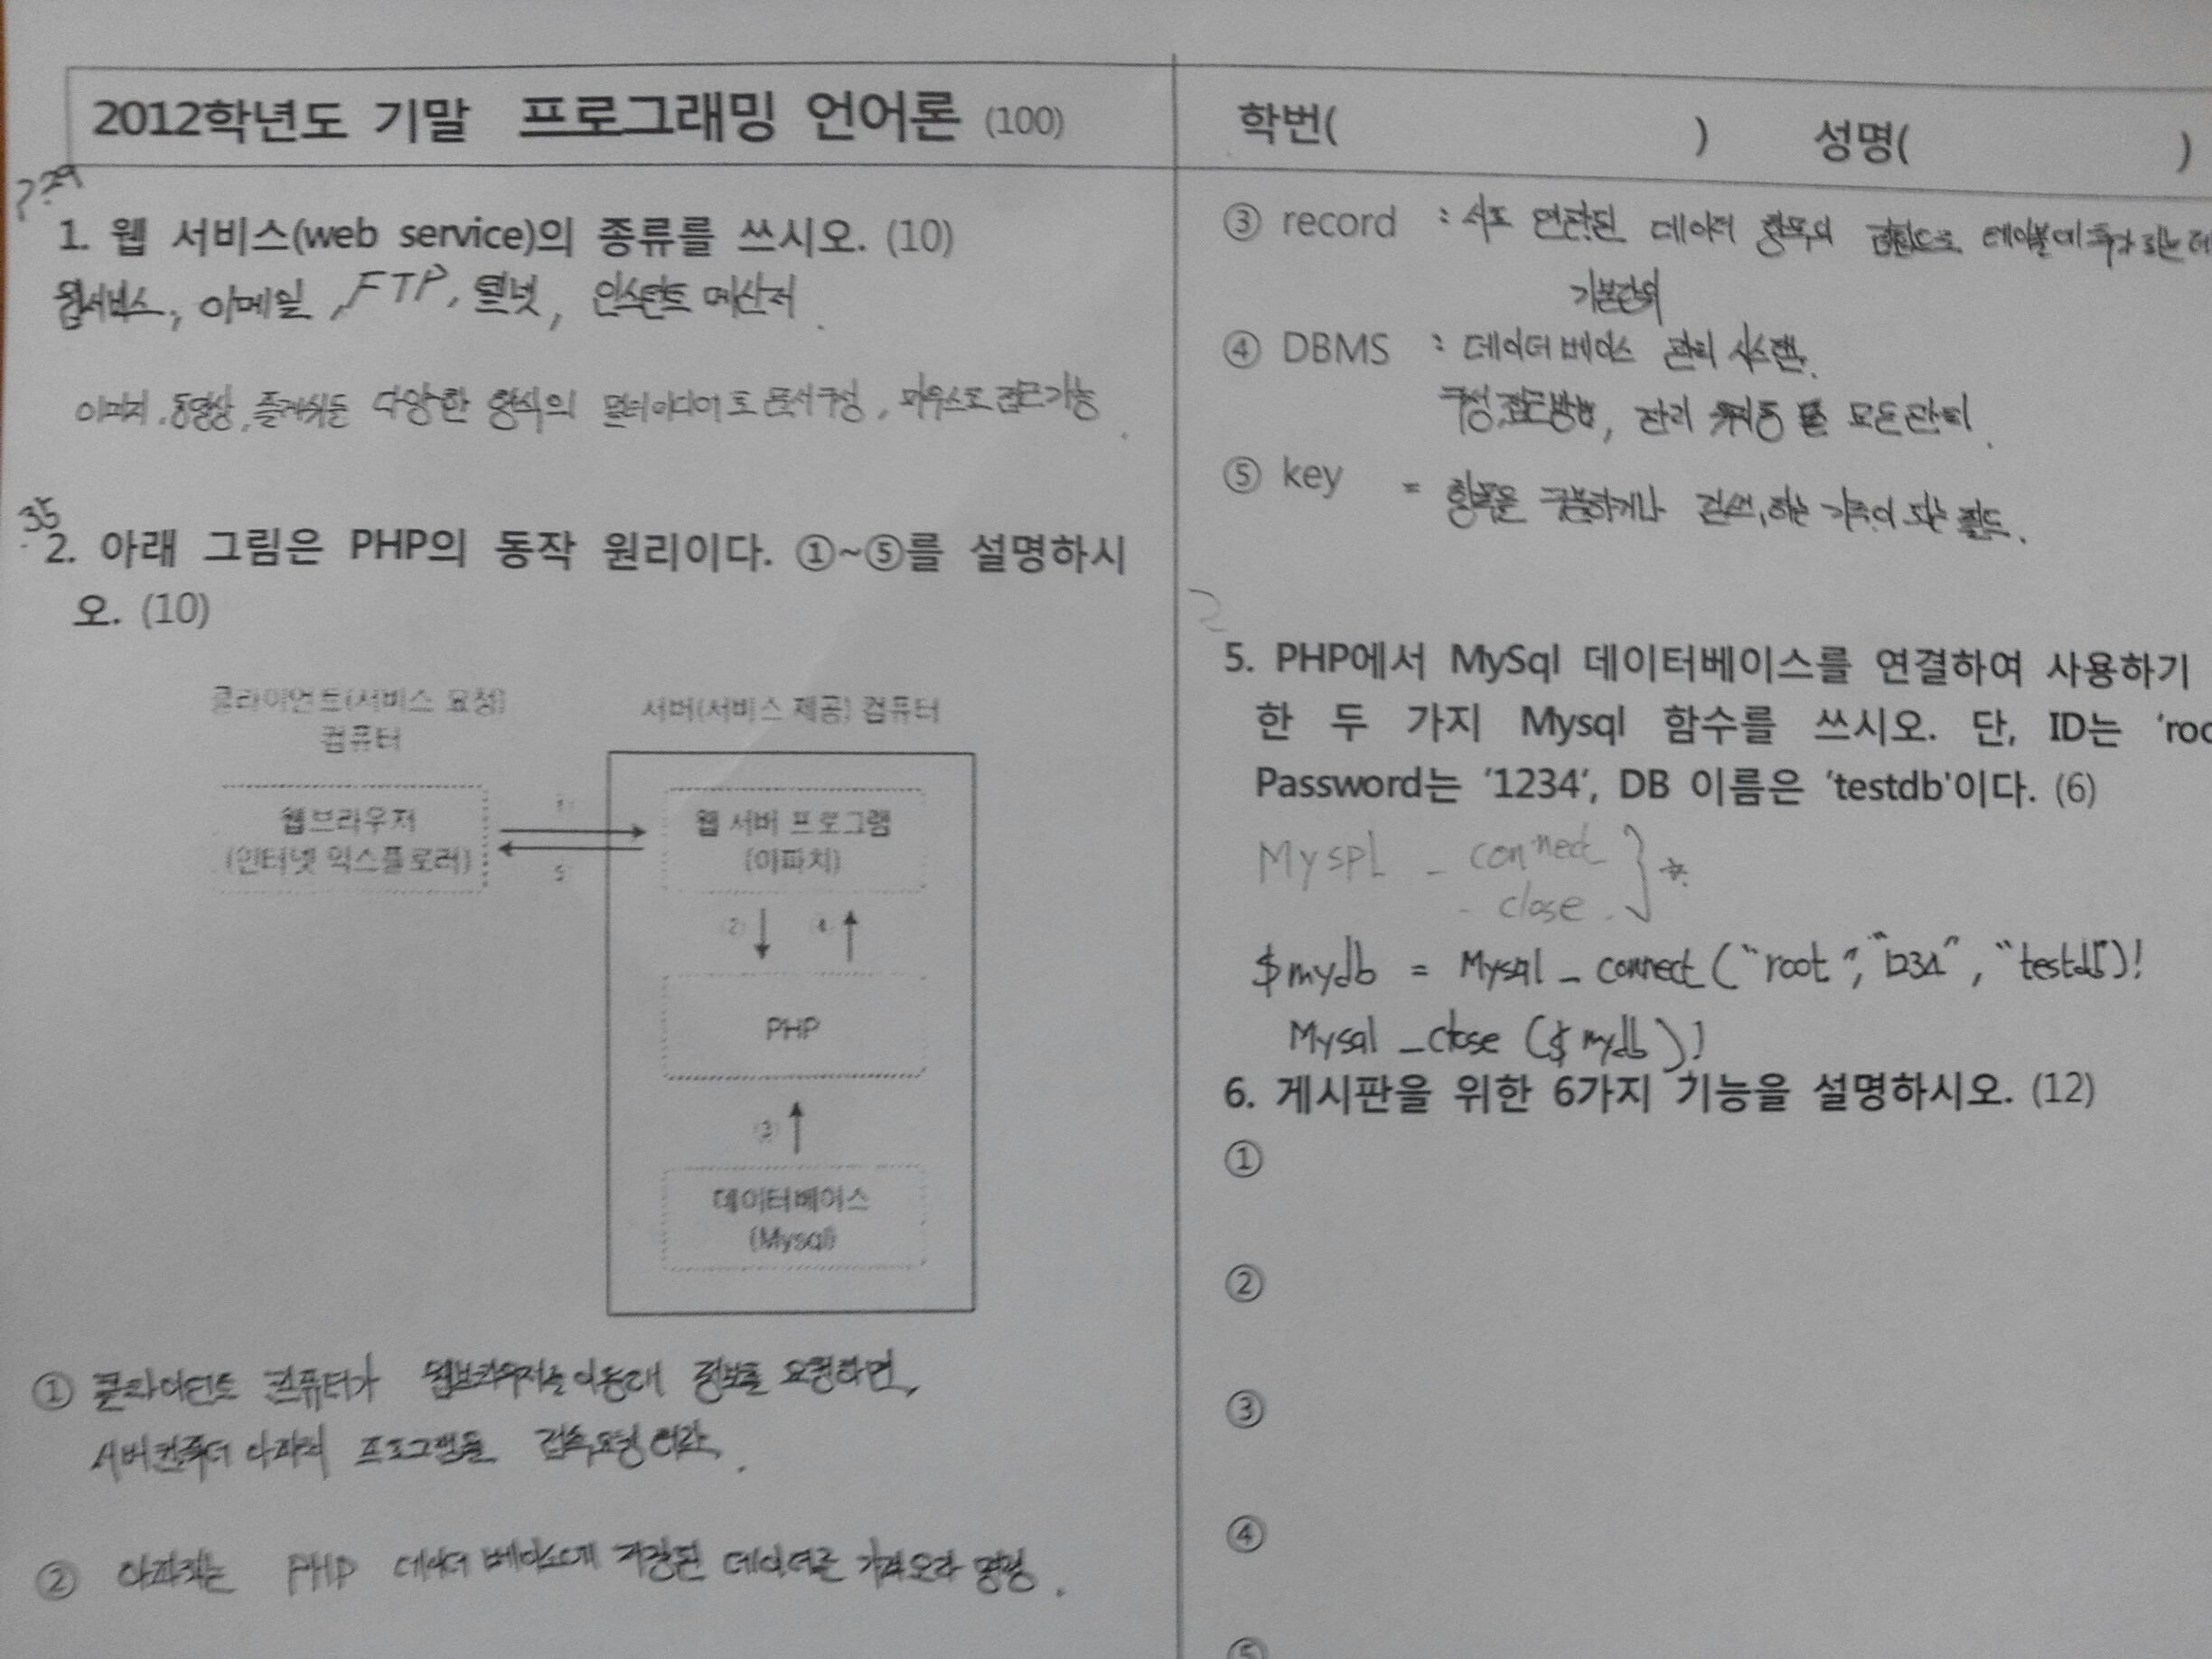 2012학년도 기말 프로그래밍 언어론 (100)
1. 웹 서비스(web service)의 종류를 쓰시오. (10)
웹서비스, 이메일, FTP, 텔넷, 인스턴트 메신저.
이미지, 동영상, 플래쉬등 다양한 형식의 멀티미디어로 문서구성, 마우스로 접근가능.
35
2. 아래 그림은 PHP의 동작 원리이다. ①~⑤를 설명하시
오. (10)
클라이언트(서비스 요청)
컴퓨터
서버(서비스 제공) 컴퓨터
웹브라우저
(인터넷 익스플로러)
웹 서버 프로그램
(아파치)
PHP
데이터베이스
(Mysql)
① 클라이언트 컴퓨터가 웹브라우저를 이용해 정보를 요청하면,
서버컴퓨터 아파치 프로그램을 접속요청
② 아파치는 PHP 데이터 베이스에 저장된 데이터를 가져오라 명령.
학번( ) 성명( )
③ record : 서로 연관된 데이터 항목의 집합으로 테이블에 추가 되는 데
기본단위
④ DBMS : 데이터 베이스 관리 시스템.
구성, 접근방법, 관리 유지등 모든관리.
⑤ key = 항목을 구분하거나 검색, 하는 기준이 되는 필드.
2
5. PHP에서 MySql 데이터베이스를 연결하여 사용하기
한 두 가지 Mysql 함수를 쓰시오. 단, ID는 'roo
Password는 '1234', DB 이름은 'testdb'이다. (6)
Myspl - connect
- close.
$mydb = Mysql _ connect ("root", "1234", "testdb")!
Mysql _close ($mydb)!
6. 게시판을 위한 6가지 기능을 설명하시오. (12)
①
②
③
④
⑤